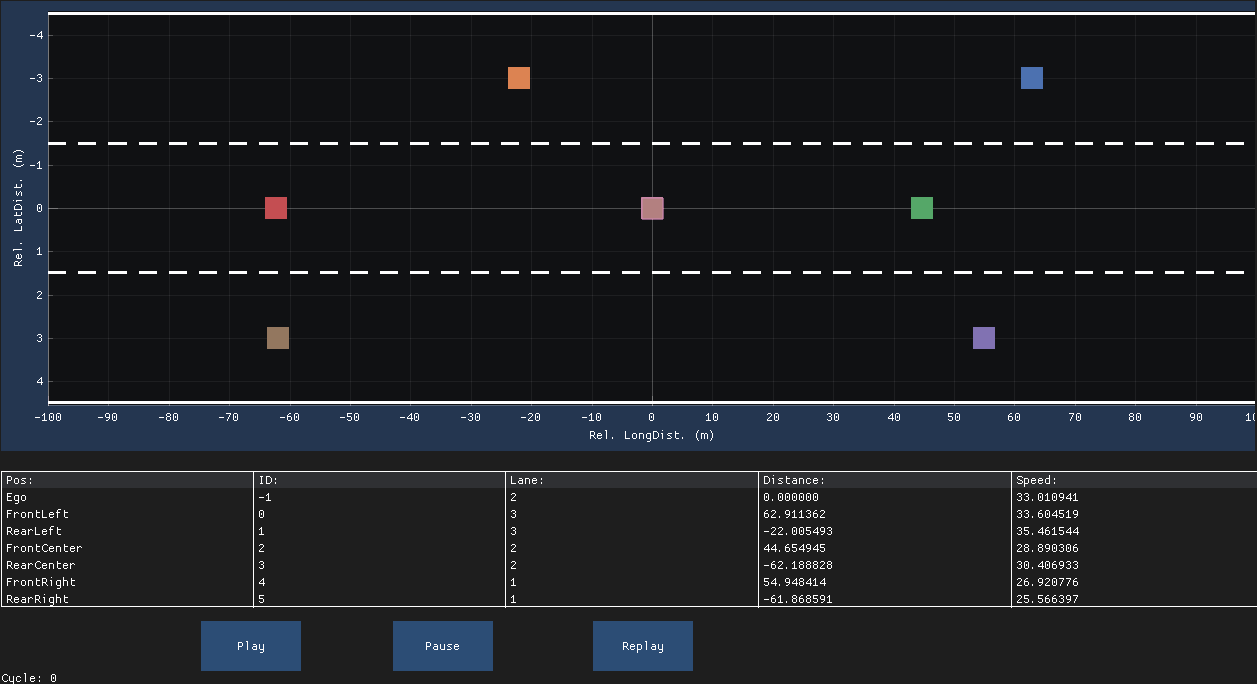 -4
-3
-2
-1
0
1
2
3
4
Rel. LatDist. (m)
-100 -90 -80 -70 -60 -50 -40 -30 -20 -10 0 10 20 30 40 50 60 70 80 90 10
Rel. LongDist. (m)
Pos: ID: Lane: Distance: Speed:
Ego -1 2 0.000000 33.010941
FrontLeft 0 3 62.911362 33.604519
RearLeft 1 3 -22.005493 35.461544
FrontCenter 2 2 44.654945 28.890306
RearCenter 3 2 -62.188828 30.406933
FrontRight 4 1 54.948414 26.920776
RearRight 5 1 -61.868591 25.566397
Play Pause Replay
Cycle: 0